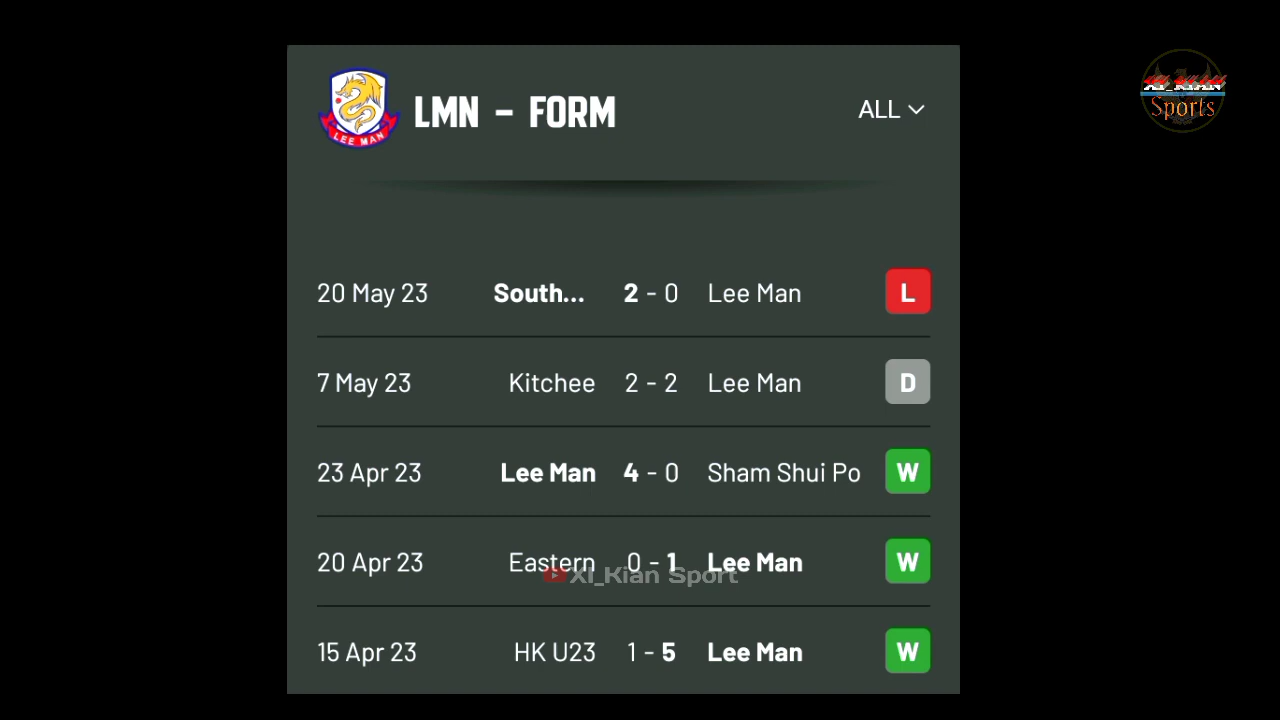 LEE MAN
LMN - FORM
ALL
XI_KIAN
Sports
20 May 23 South... 2 - 0 Lee Man L
7 May 23 Kitchee 2 - 2 Lee Man D
23 Apr 23 Lee Man 4 - 0 Sham Shui Po W
20 Apr 23 Eastern 0 - 1 Lee Man W
XI_Kian Sport
15 Apr 23 HK U23 1 - 5 Lee Man W